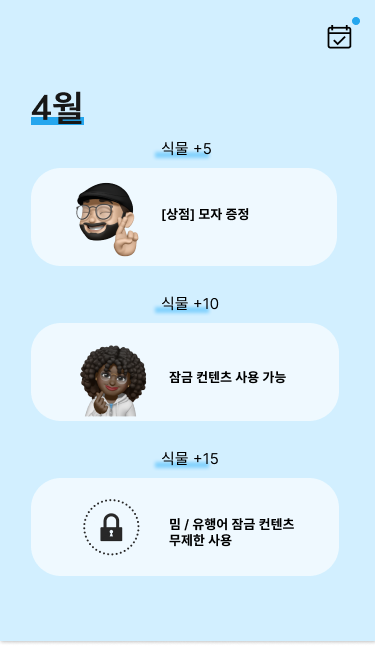 4월
식물 +5
[상점] 모자 증정
식물 +10
잠금 컨텐츠 사용 가능
식물 +15
밈 / 유행어 잠금 컨텐츠
무제한 사용